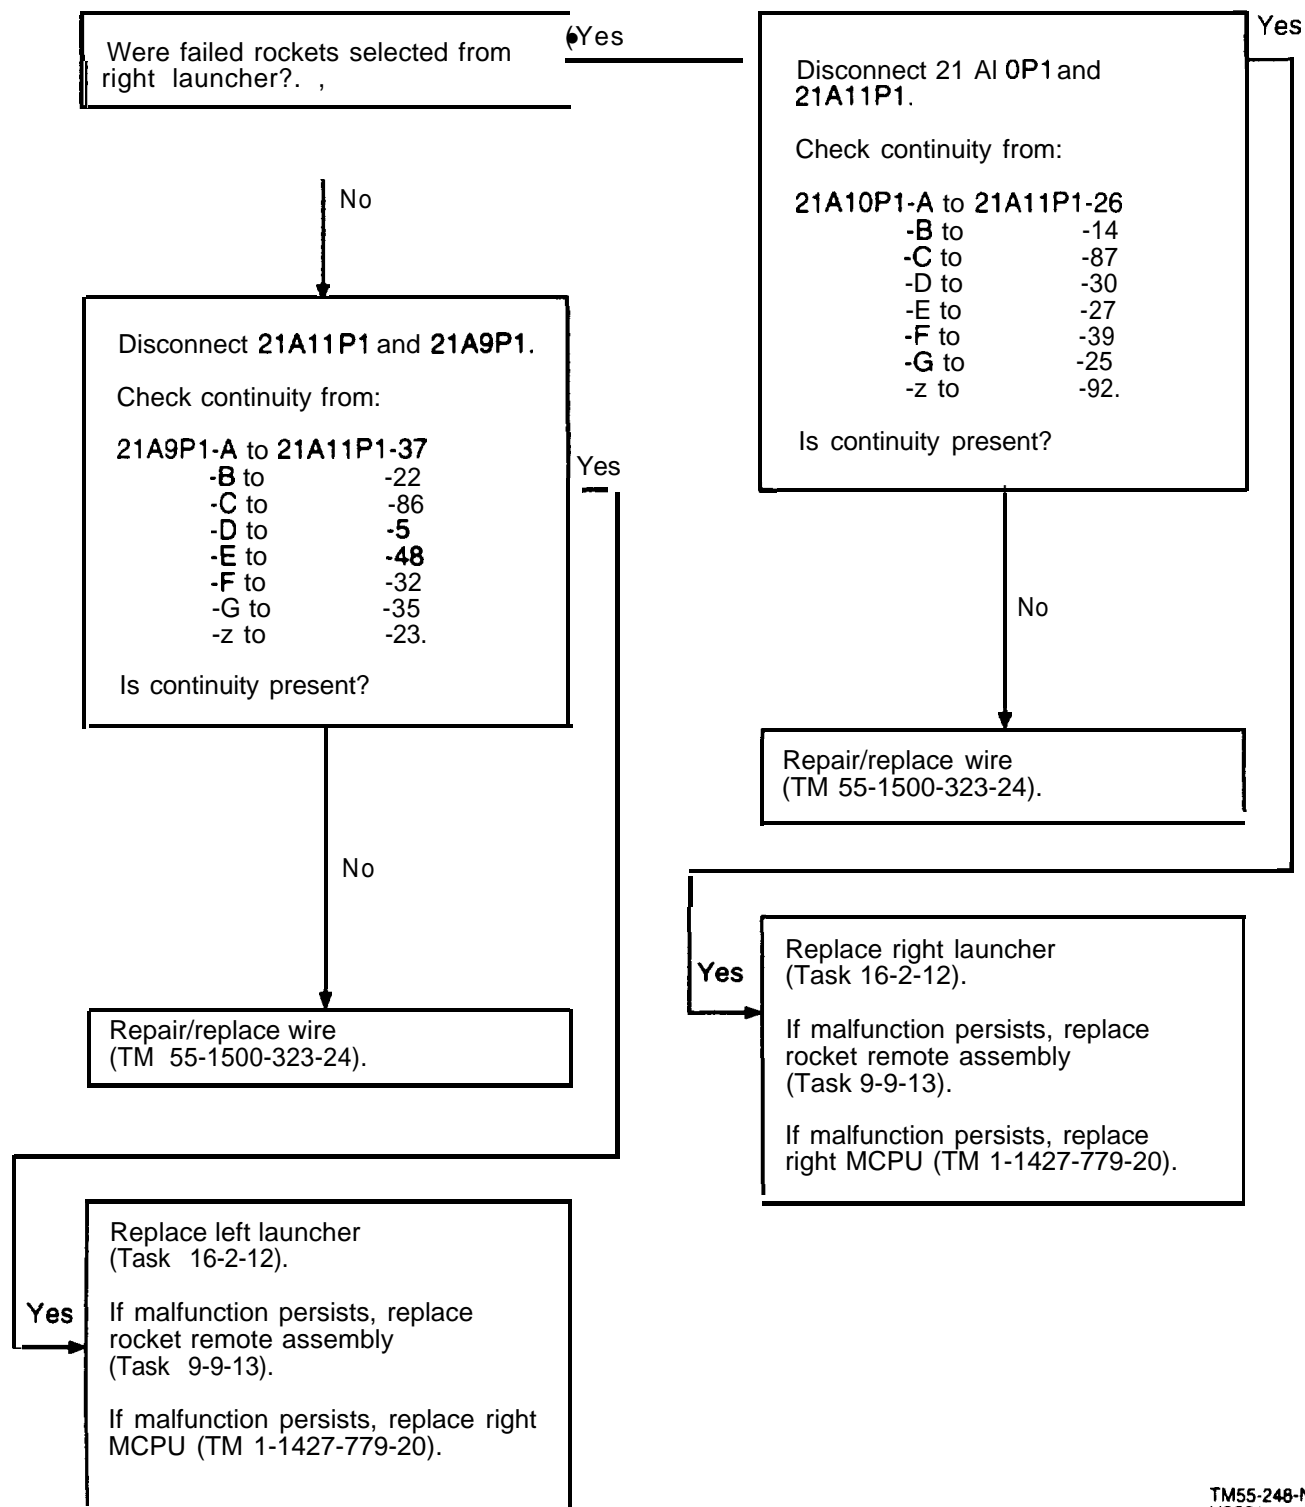 Were failed rockets selected from
right launcher?. ,
Yes
No
Disconnect 21A11P1 and 21A9P1.
Check continuity from:
21A9P1-A to 21A11P1-37
-B to -22
-C to -86
-D to -5
-E to -48
-F to -32
-G to -35
-z to -23.
Is continuity present?
Yes
No
Repair/replace wire
(TM 55-1500-323-24).
Yes
Replace left launcher
(Task 16-2-12).
If malfunction persists, replace
rocket remote assembly
(Task 9-9-13).
If malfunction persists, replace right
MCPU (TM 1-1427-779-20).
Disconnect 21 Al 0P1 and
21A11P1.
Check continuity from:
21A10P1-A to 21A11P1-26
-B to -14
-C to -87
-D to -30
-E to -27
-F to -39
-G to -25
-z to -92.
Is continuity present?
Yes
No
Repair/replace wire
(TM 55-1500-323-24).
Yes
Replace right launcher
(Task 16-2-12).
If malfunction persists, replace
rocket remote assembly
(Task 9-9-13).
If malfunction persists, replace
right MCPU (TM 1-1427-779-20).